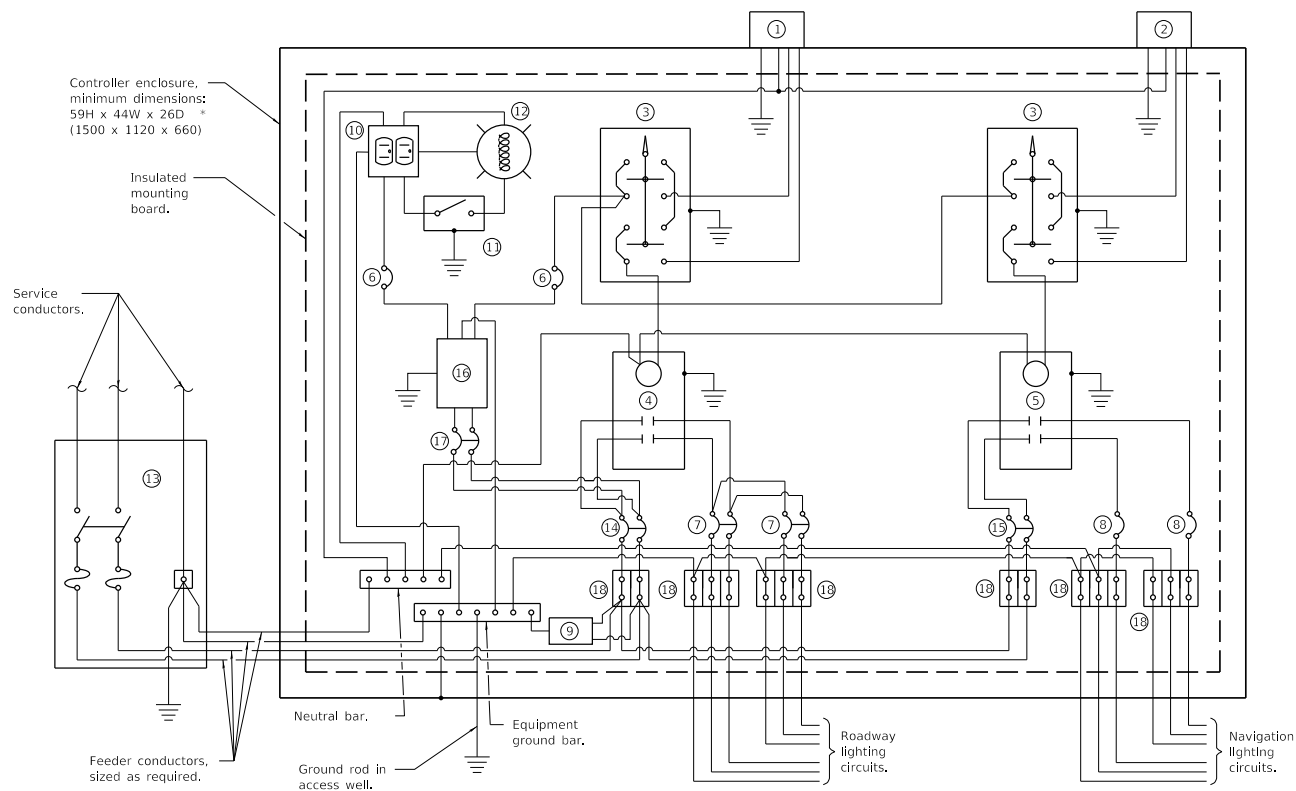 1
2
Controller enclosure,
minimum dimensions:
59H x 44W x 26D *
(1500 x 1120 x 660)
12
3
3
10
Insulated
mounting
board.
11
6
6
Service
conductors.
16
4
5
17
13
14
7
7
15
8
8
18
18
18
18
18
18
9
Neutral bar.
Equipment
ground bar.
Roadway
lighting
circuits.
Navigation
lighting
circuits.
Feeder conductors,
sized as required.
Ground rod in
access well.